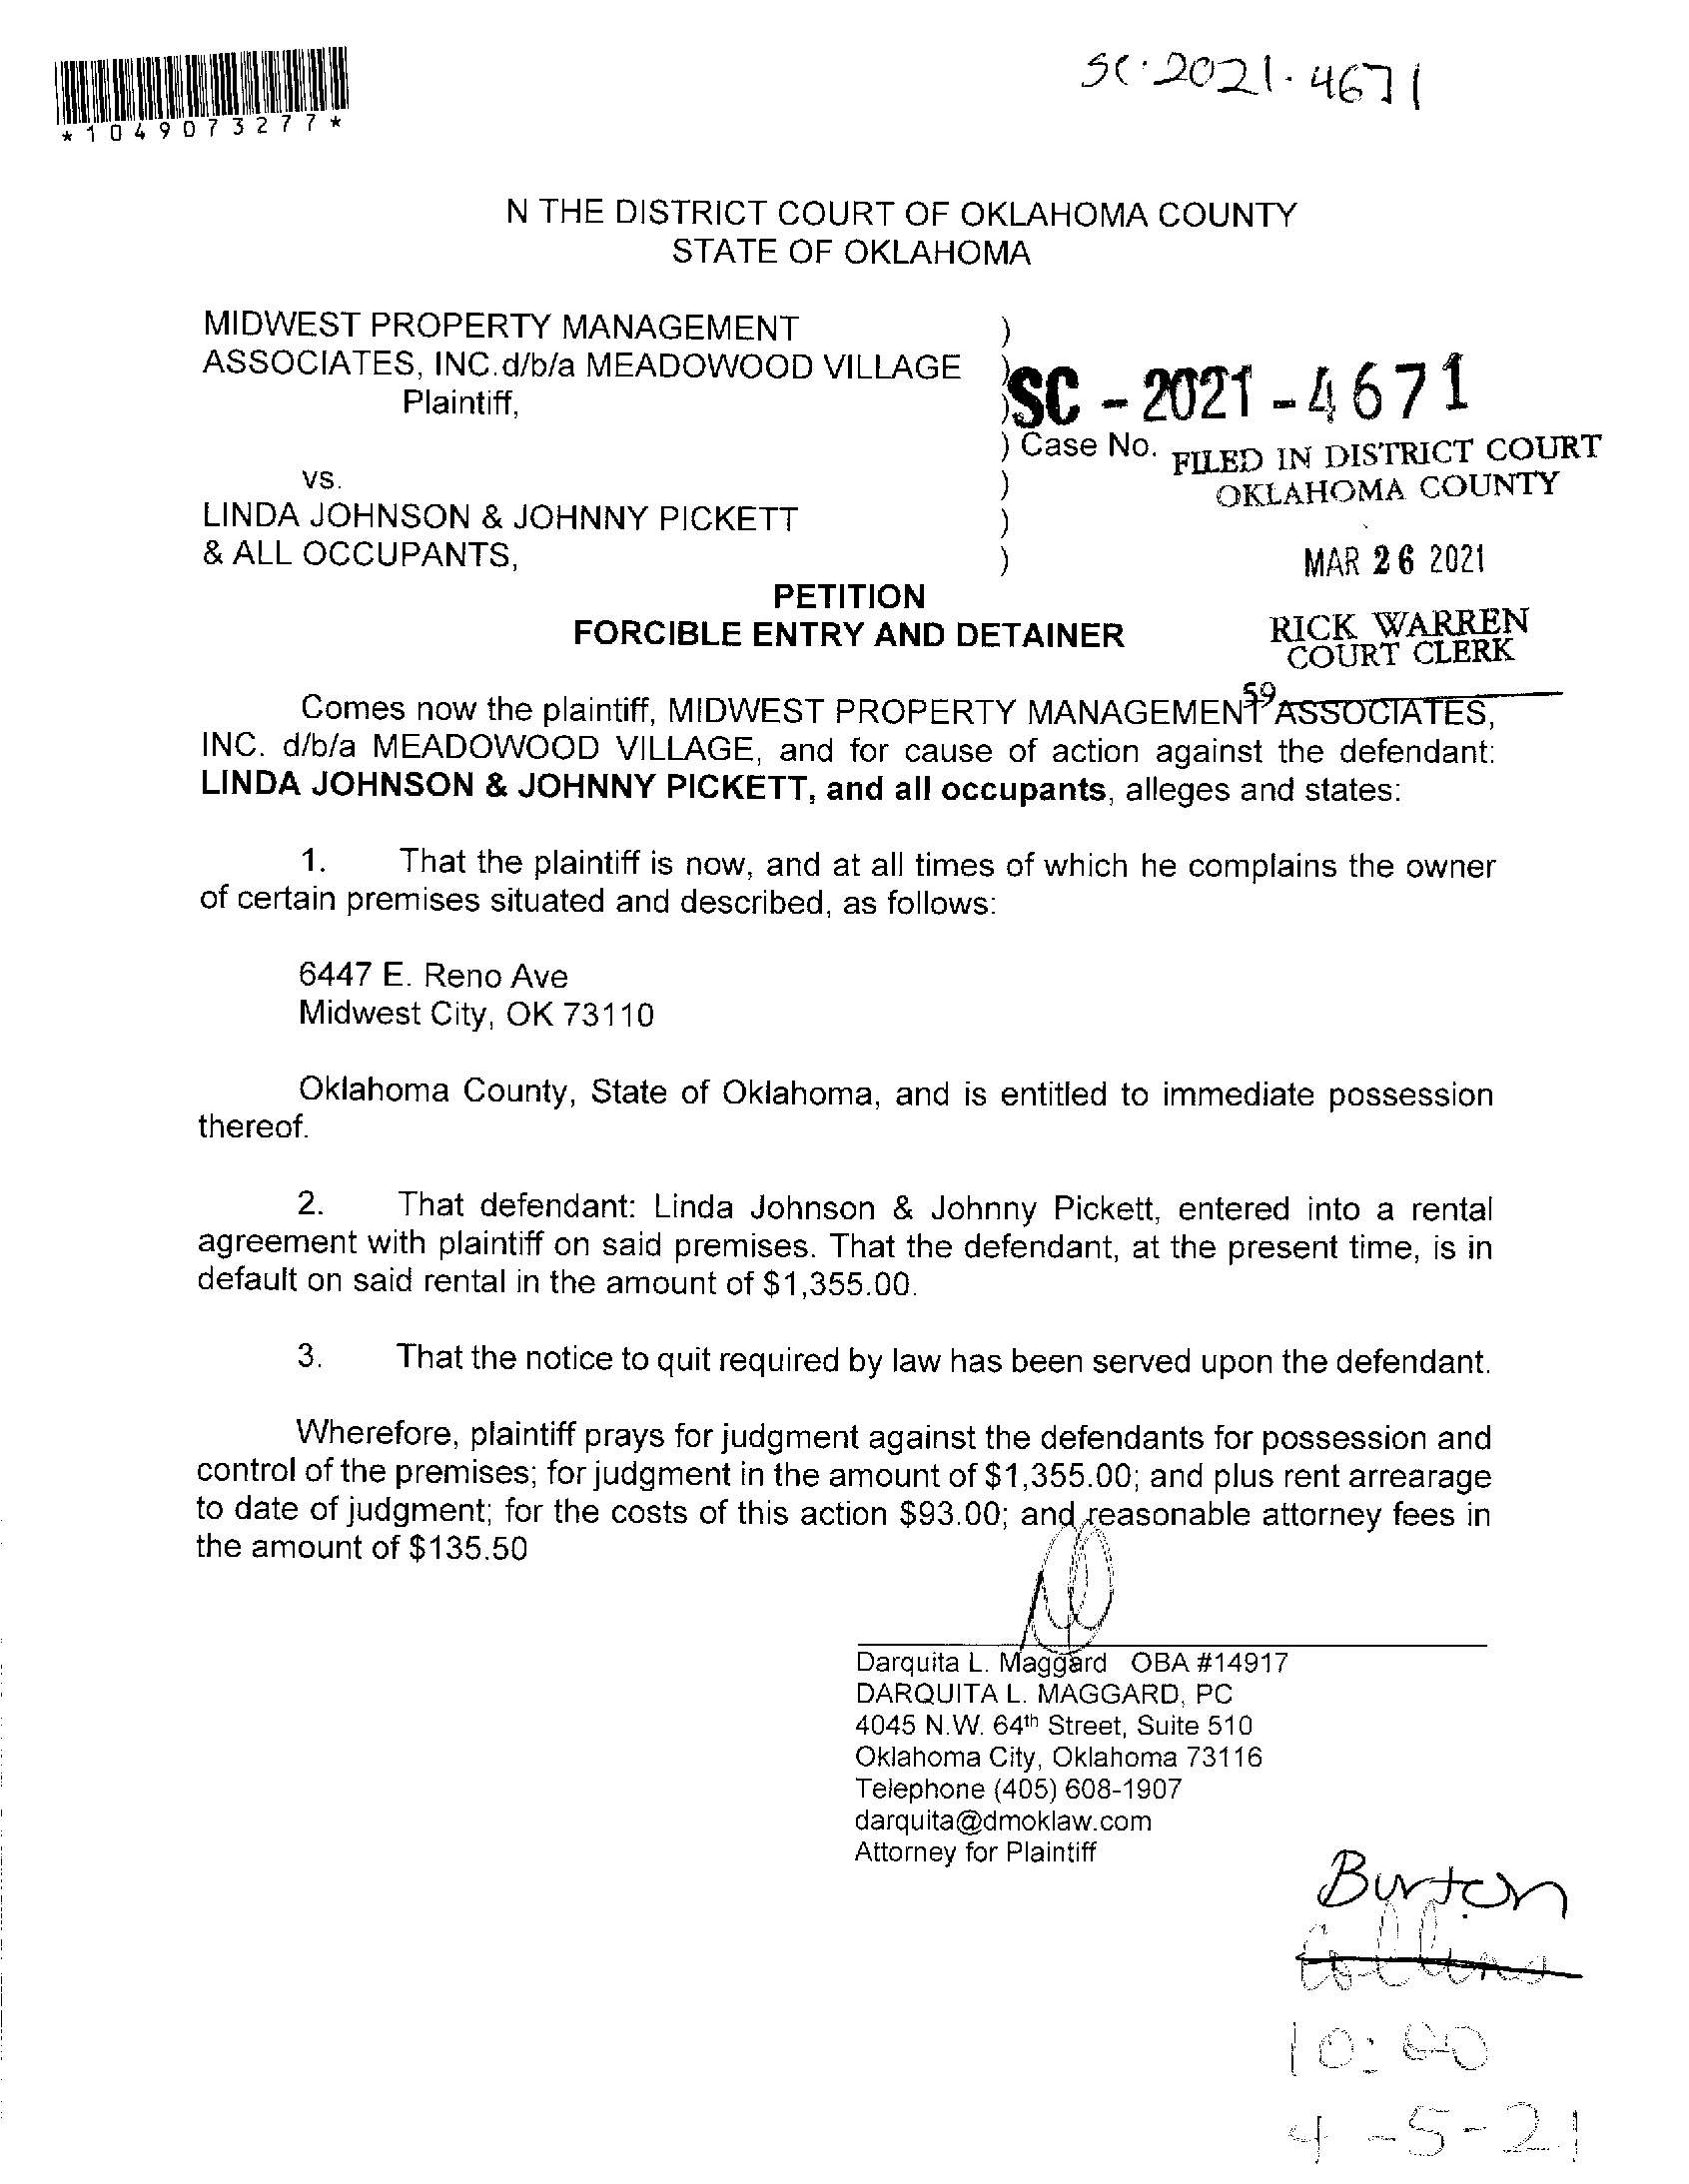 SC-2021-4671
*1049073277*
N THE DISTRICT COURT OF OKLAHOMA COUNTY
STATE OF OKLAHOMA
MIDWEST PROPERTY MANAGEMENT )
ASSOCIATES, INC.d/b/a MEADOWOOD VILLAGE )
Plaintiff, ) SC - 2021 - 4671
) Case No. FILED IN DISTRICT COURT
vs. ) OKLAHOMA COUNTY
LINDA JOHNSON & JOHNNY PICKETT )
& ALL OCCUPANTS, ) MAR 26 2021
PETITION
FORCIBLE ENTRY AND DETAINER
RICK WARREN
COURT CLERK
59
Comes now the plaintiff, MIDWEST PROPERTY MANAGEMENT ASSOCIATES,
INC. d/b/a MEADOWOOD VILLAGE, and for cause of action against the defendant:
LINDA JOHNSON & JOHNNY PICKETT, and all occupants, alleges and states:
1. That the plaintiff is now, and at all times of which he complains the owner
of certain premises situated and described, as follows:
6447 E. Reno Ave
Midwest City, OK 73110
Oklahoma County, State of Oklahoma, and is entitled to immediate possession
thereof.
2. That defendant: Linda Johnson & Johnny Pickett, entered into a rental
agreement with plaintiff on said premises. That the defendant, at the present time, is in
default on said rental in the amount of $1,355.00.
3. That the notice to quit required by law has been served upon the defendant.
Wherefore, plaintiff prays for judgment against the defendants for possession and
control of the premises; for judgment in the amount of $1,355.00; and plus rent arrearage
to date of judgment; for the costs of this action $93.00; and reasonable attorney fees in
the amount of $135.50
Darquita L. Maggard OBA #14917
DARQUITA L. MAGGARD, PC
4045 N.W. 64th Street, Suite 510
Oklahoma City, Oklahoma 73116
Telephone (405) 608-1907
darquita@dmoklaw.com
Attorney for Plaintiff
Burton
Collins
10:00
4-5-21